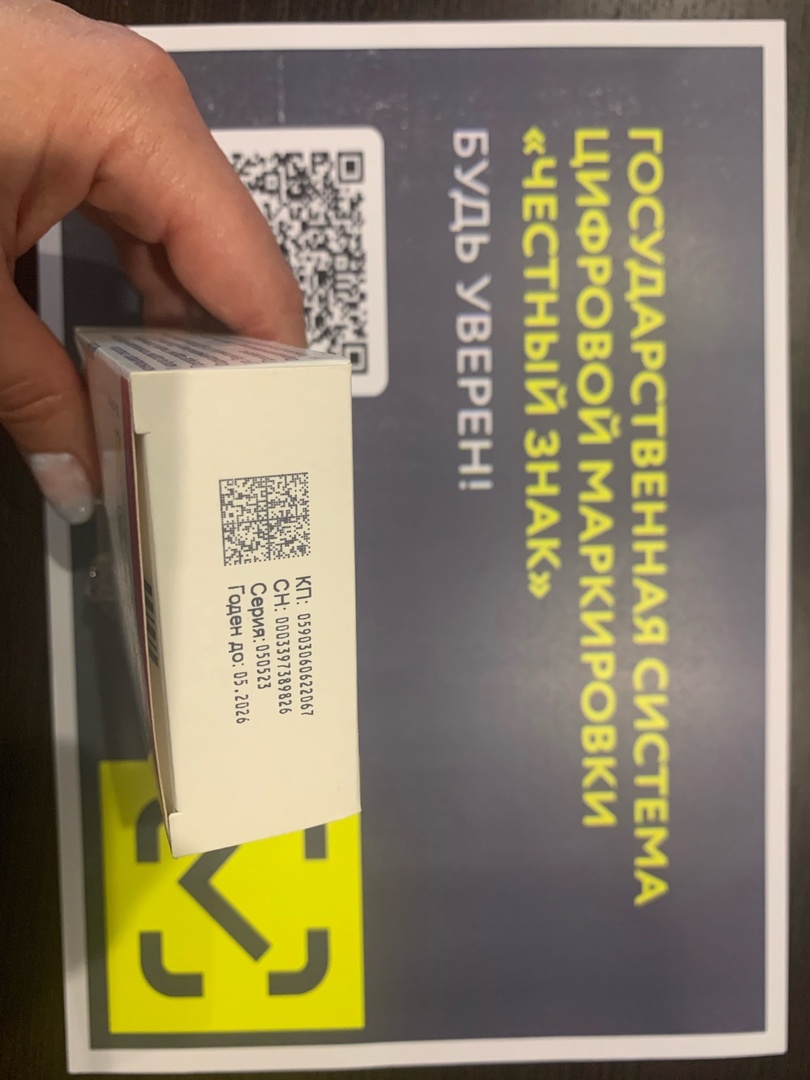 ГОСУДАРСТВЕННАЯ СИСТЕМА
ЦИФРОВОЙ МАРКИРОВКИ
«ЧЕСТНЫЙ ЗНАК»
БУДЬ УВЕРЕН!
КП: 05903060622067
СН: 0003397389826
Серия: 050523
Годен до: 05.2026